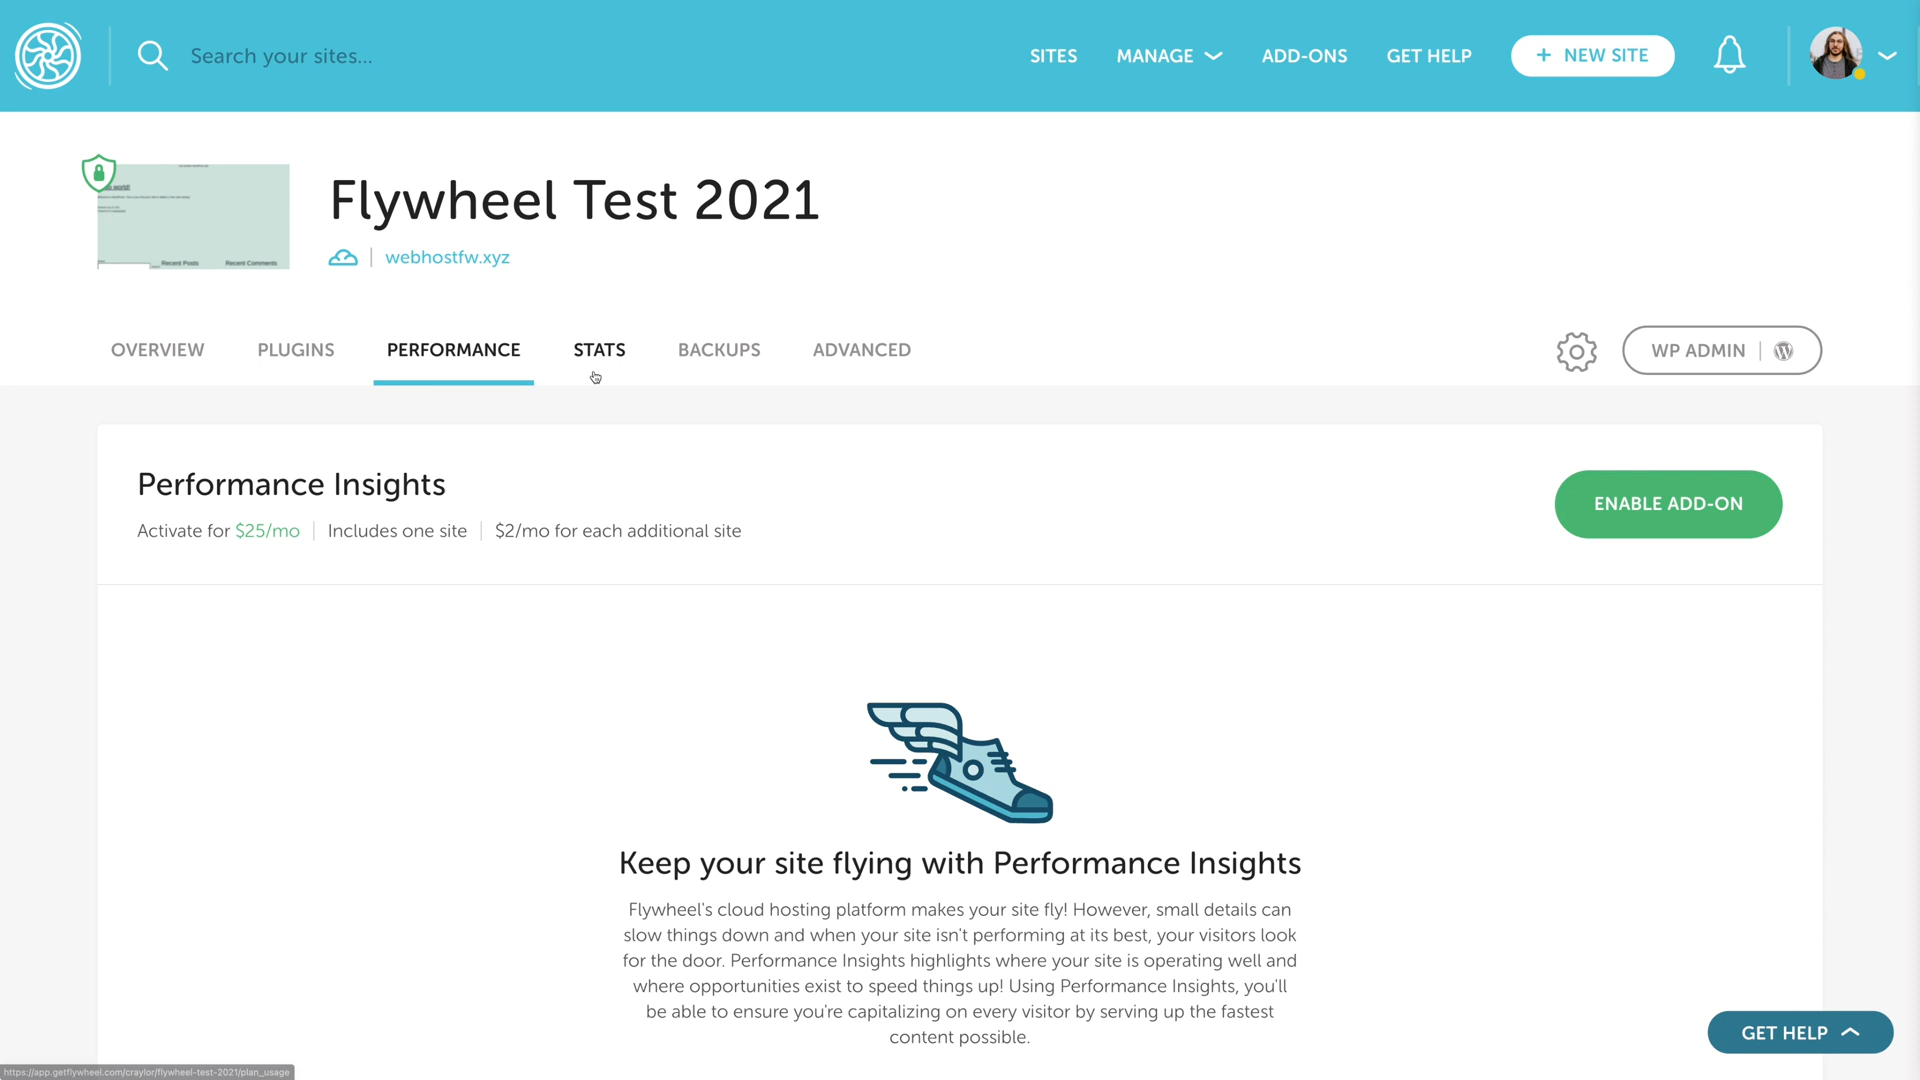 Search your sites...
SITES
MANAGE
ADD-ONS
GET HELP
+ NEW SITE
Flywheel Test 2021
webhostfw.xyz
Recent Posts
Recent Comments
OVERVIEW
PLUGINS
PERFORMANCE
STATS
BACKUPS
ADVANCED
WP ADMIN
Performance Insights
Activate for $25/mo
Includes one site
$2/mo for each additional site
ENABLE ADD-ON
Keep your site flying with Performance Insights
Flywheel's cloud hosting platform makes your site fly! However, small details can
slow things down and when your site isn't performing at its best, your visitors look
for the door. Performance Insights highlights where your site is operating well and
where opportunities exist to speed things up! Using Performance Insights, you'll
be able to ensure you're capitalizing on every visitor by serving up the fastest
content possible.
GET HELP
https://app.getflywheel.com/craylor/flywheel-test-2021/plan_usage